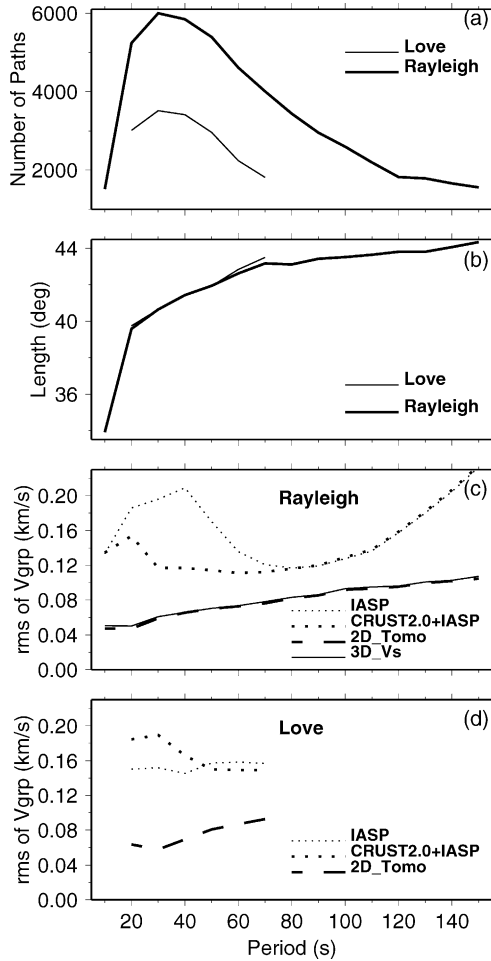 6000
4000
2000
Number of Paths
(a)
Love
Rayleigh
44
40
36
Length (deg)
(b)
Love
Rayleigh
0.20
0.16
0.12
0.08
0.04
0.00
rms of Vgrp (km/s)
(c)
Rayleigh
IASP
CRUST2.0+IASP
2D_Tomo
3D_Vs
0.20
0.16
0.12
0.08
0.04
0.00
rms of Vgrp (km/s)
(d)
Love
IASP
CRUST2.0+IASP
2D_Tomo
20 40 60 80 100 120 140
Period (s)